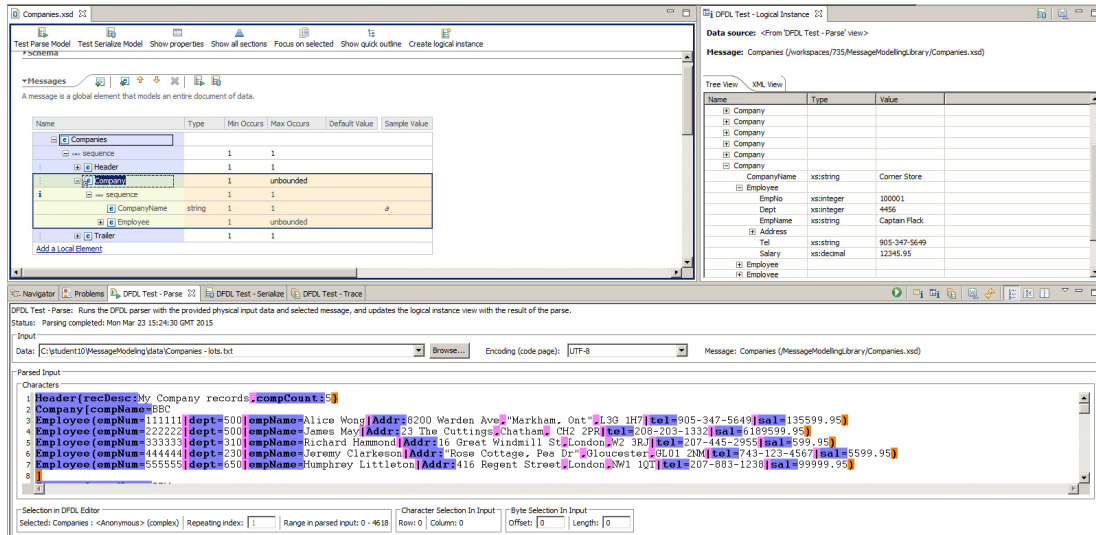 Companies.xsd
Test Parse Model Test Serialize Model Show properties Show all sections Focus on selected Show quick outline Create logical instance
Schema
Messages
A message is a global element that models an entire document of data.
Name Type Min Occurs Max Occurs Default Value Sample Value
e Companies
sequence 1 1
e Header 1 1
e Company 1 unbounded
i sequence 1 1
e CompanyName string 1 1 a
e Employee 1 unbounded
e Trailer 1 1
Add a Local Element
DFDL Test - Logical Instance
Data source: <From 'DFDL Test - Parse' view>
Message: Companies (/workspaces/735/MessageModellingLibrary/Companies.xsd)
Tree View XML View
Name Type Value
Company
Company
Company
Company
Company
Company
CompanyName xs:string Corner Store
Employee
EmpNo xs:integer 100001
Dept xs:integer 4456
EmpName xs:string Captain Flack
Address
Tel xs:string 905-347-5649
Salary xs:decimal 12345.95
Employee
Employee
Navigator Problems DFDL Test - Parse DFDL Test - Serialize DFDL Test - Trace
DFDL Test - Parse: Runs the DFDL parser with the provided physical input data and selected message, and updates the logical instance view with the result of the parse.
Status: Parsing completed: Mon Mar 23 15:24:30 GMT 2015
Input
Data: C:\student10\MessageModeling\data\Companies - lots.txt Browse... Encoding (code page): UTF-8 Message: Companies (/MessageModellingLibrary/Companies.xsd)
Parsed Input
Characters
1 Header{recDesc:My Company records,compCount:5}
2 Company[compName=BBC
3 Employee(empNum=111111|dept=500|empName=Alice Wong|Addr:8200 Warden Ave,"Markham, Ont",L3G 1H7|tel=905-347-5649|sal=135599.95)
4 Employee(empNum=222222|dept=500|empName=James May|Addr:23 The Cuttings,Chatham, CH2 2PR|tel=208-203-1332|sal=6189599.95)
5 Employee(empNum=333333|dept=310|empName=Richard Hammond|Addr:16 Great Windmill St,London,W2 3RJ|tel=207-445-2955|sal=599.95)
6 Employee(empNum=444444|dept=230|empName=Jeremy Clarkeson|Addr:"Rose Cottage, Pea Dr",Gloucester,GL01 2NM|tel=743-123-4567|sal=5599.95)
7 Employee(empNum=555555|dept=650|empName=Humphrey Littleton|Addr:416 Regent Street,London,NW1 1QT|tel=207-883-1238|sal=99999.95)
8 ]
Selection in DFDL Editor Character Selection In Input Byte Selection In Input
Selected: Companies : <Anonymous> (complex) Repeating index: 1 Range in parsed input: 0 - 4618 Row: 0 Column: 0 Offset: 0 Length: 0